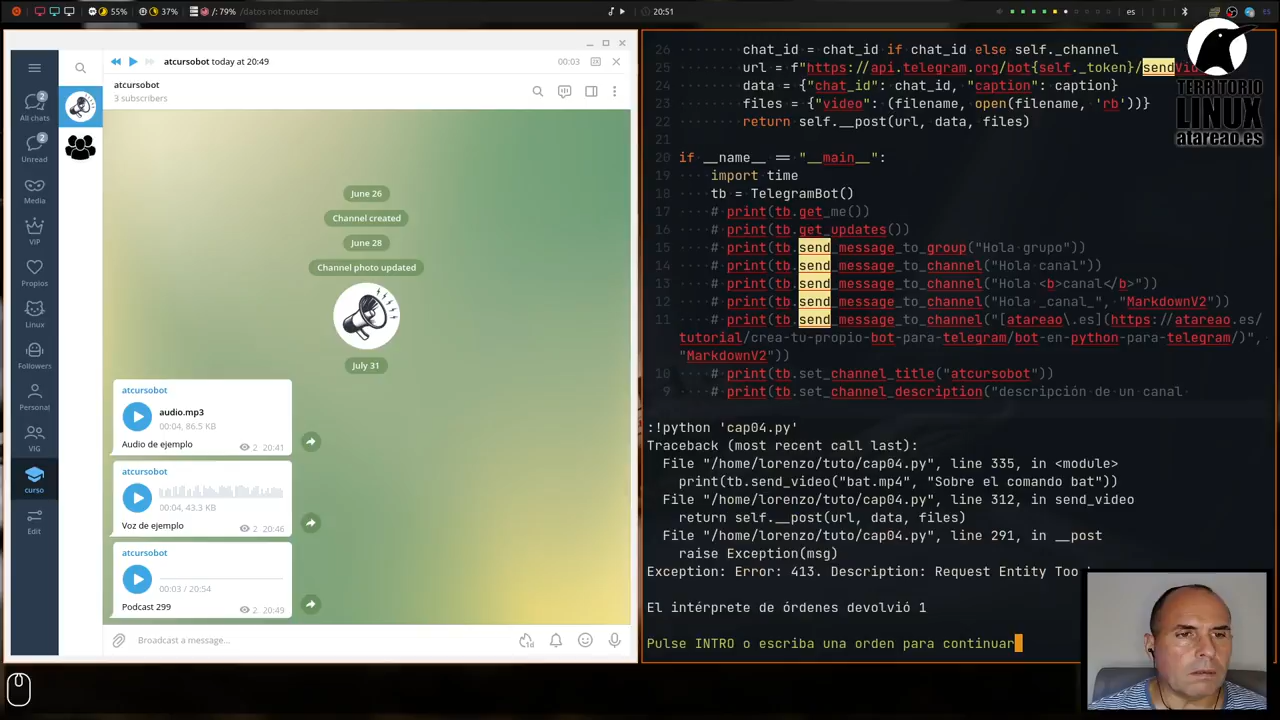 55%
37%
/: 79%
/datos not mounted
20:51
es
ES
atcursobot today at 20:49
00:03
2X
atcursobot
3 subscribers
2
All chats
2
Unread
Media
VIP
Propios
Linux
Followers
Personal
VIG
curso
Edit
June 26
Channel created
June 28
Channel photo updated
July 31
atcursobot
audio.mp3
00:04, 86.5 KB
Audio de ejemplo
2 20:41
atcursobot
00:04, 43.3 KB
Voz de ejemplo
2 20:46
atcursobot
00:03 / 20:54
Podcast 299
2 20:49
Broadcast a message...
1d
26 chat_id = chat_id if chat_id else self._channel
25 url = f"https://api.telegram.org/bot{self._token}/sendVi
24 data = {"chat_id": chat_id, "caption": caption}
23 files = {"video": (filename, open(filename, 'rb'))}
22 return self.__post(url, data, files)
21
20 if __name__ == "__main__":
19 import time
18 tb = TelegramBot()
17 # print(tb.get_me())
16 # print(tb.get_updates())
15 # print(tb.send_message_to_group("Hola grupo"))
14 # print(tb.send_message_to_channel("Hola canal"))
13 # print(tb.send_message_to_channel("Hola <b>canal</b>"))
12 # print(tb.send_message_to_channel("Hola _canal_", "MarkdownV2"))
11 # print(tb.send_message_to_channel("[atareao\.es](https://atareao.es/
tutorial/crea-tu-propio-bot-para-telegram/bot-en-python-para-telegram/)",
"MarkdownV2"))
10 # print(tb.set_channel_title("atcursobot"))
9 # print(tb.set_channel_description("descripción de un canal
:!python 'cap04.py'
Traceback (most recent call last):
File "/home/lorenzo/tuto/cap04.py", line 335, in <module>
print(tb.send_video("bat.mp4", "Sobre el comando bat"))
File "/home/lorenzo/tuto/cap04.py", line 312, in send_video
return self.__post(url, data, files)
File "/home/lorenzo/tuto/cap04.py", line 291, in __post
raise Exception(msg)
Exception: Error: 413. Description: Request Entity Too
El intérprete de órdenes devolvió 1
Pulse INTRO o escriba una orden para continuar
TERRITORIO
LINUX
atareao.es